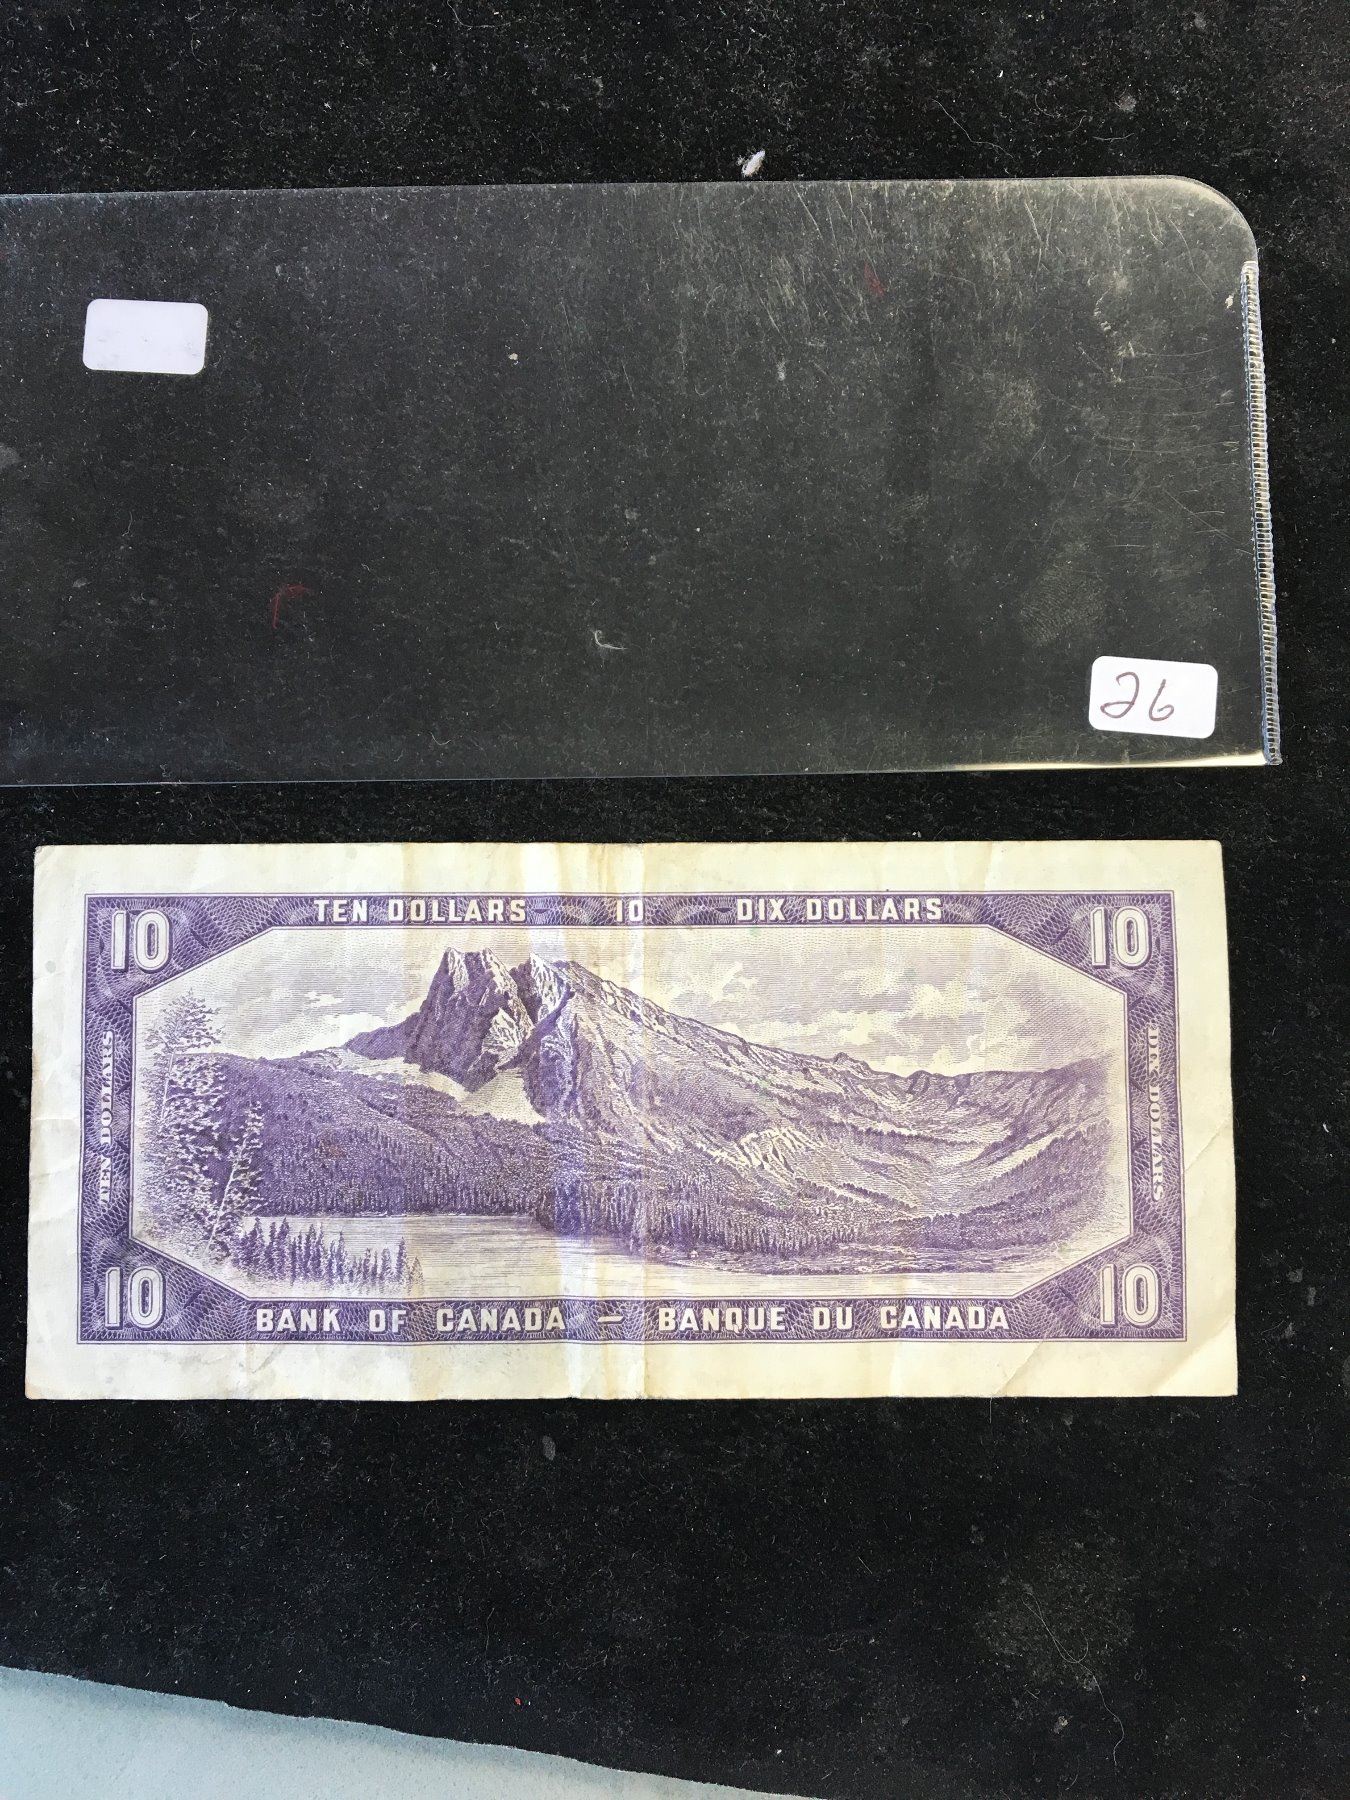 26
10 TEN DOLLARS 10 DIX DOLLARS 10
TEN DOLLARS
DIX DOLLARS
10 BANK OF CANADA — BANQUE DU CANADA 10